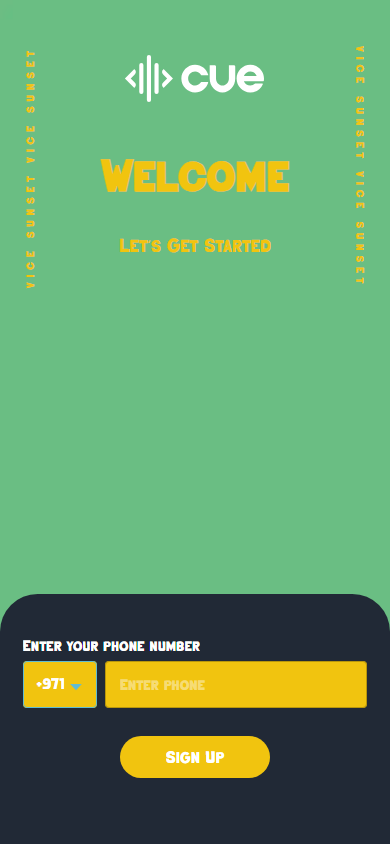 cue
VICE SUNSET VICE SUNSET
VICE SUNSET VICE SUNSET
WELCOME
LET'S GET STARTED
ENTER YOUR PHONE NUMBER
+971
ENTER PHONE
SIGN UP